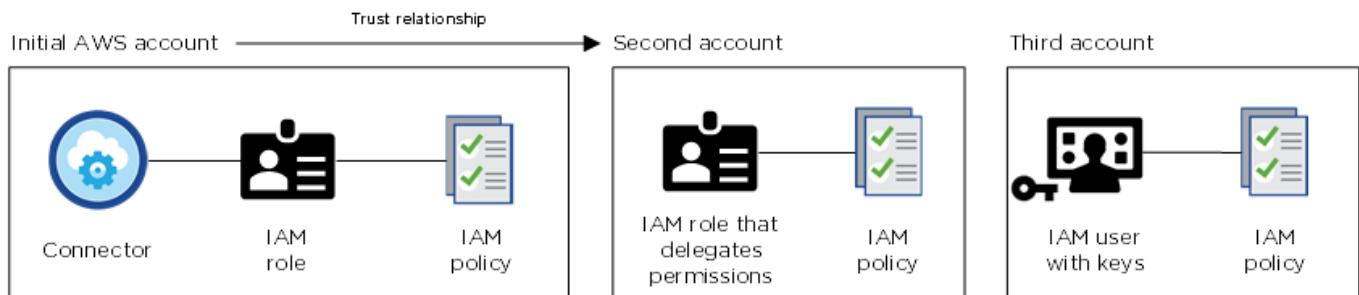 Trust relationship
Initial AWS account
Second account
Third account
Connector
IAM
role
IAM
policy
IAM role that
delegates
permissions
IAM
policy
IAM user
with keys
IAM
policy